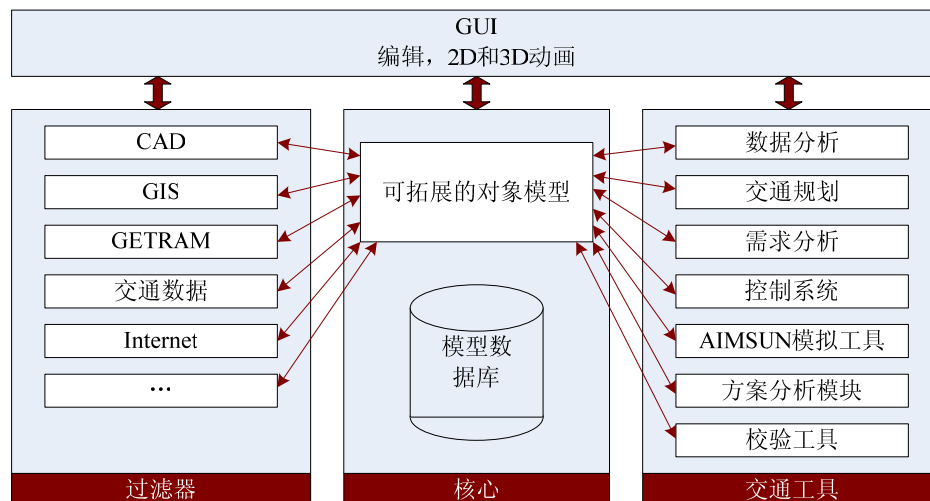 GUI
编辑，2D和3D动画
CAD
GIS
GETRAM
交通数据
Internet
…
过滤器
可拓展的对象模型
模型数
据库
核心
数据分析
交通规划
需求分析
控制系统
AIMSUN模拟工具
方案分析模块
校验工具
交通工具